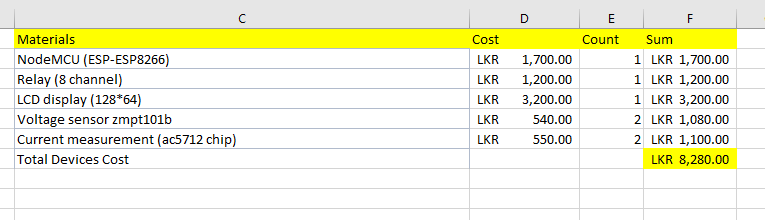 C D E F
Materials Cost Count Sum
NodeMCU (ESP-ESP8266) LKR 1,700.00 1 LKR 1,700.00
Relay (8 channel) LKR 1,200.00 1 LKR 1,200.00
LCD display (128*64) LKR 3,200.00 1 LKR 3,200.00
Voltage sensor zmpt101b LKR 540.00 2 LKR 1,080.00
Current measurement (ac5712 chip) LKR 550.00 2 LKR 1,100.00
Total Devices Cost LKR 8,280.00